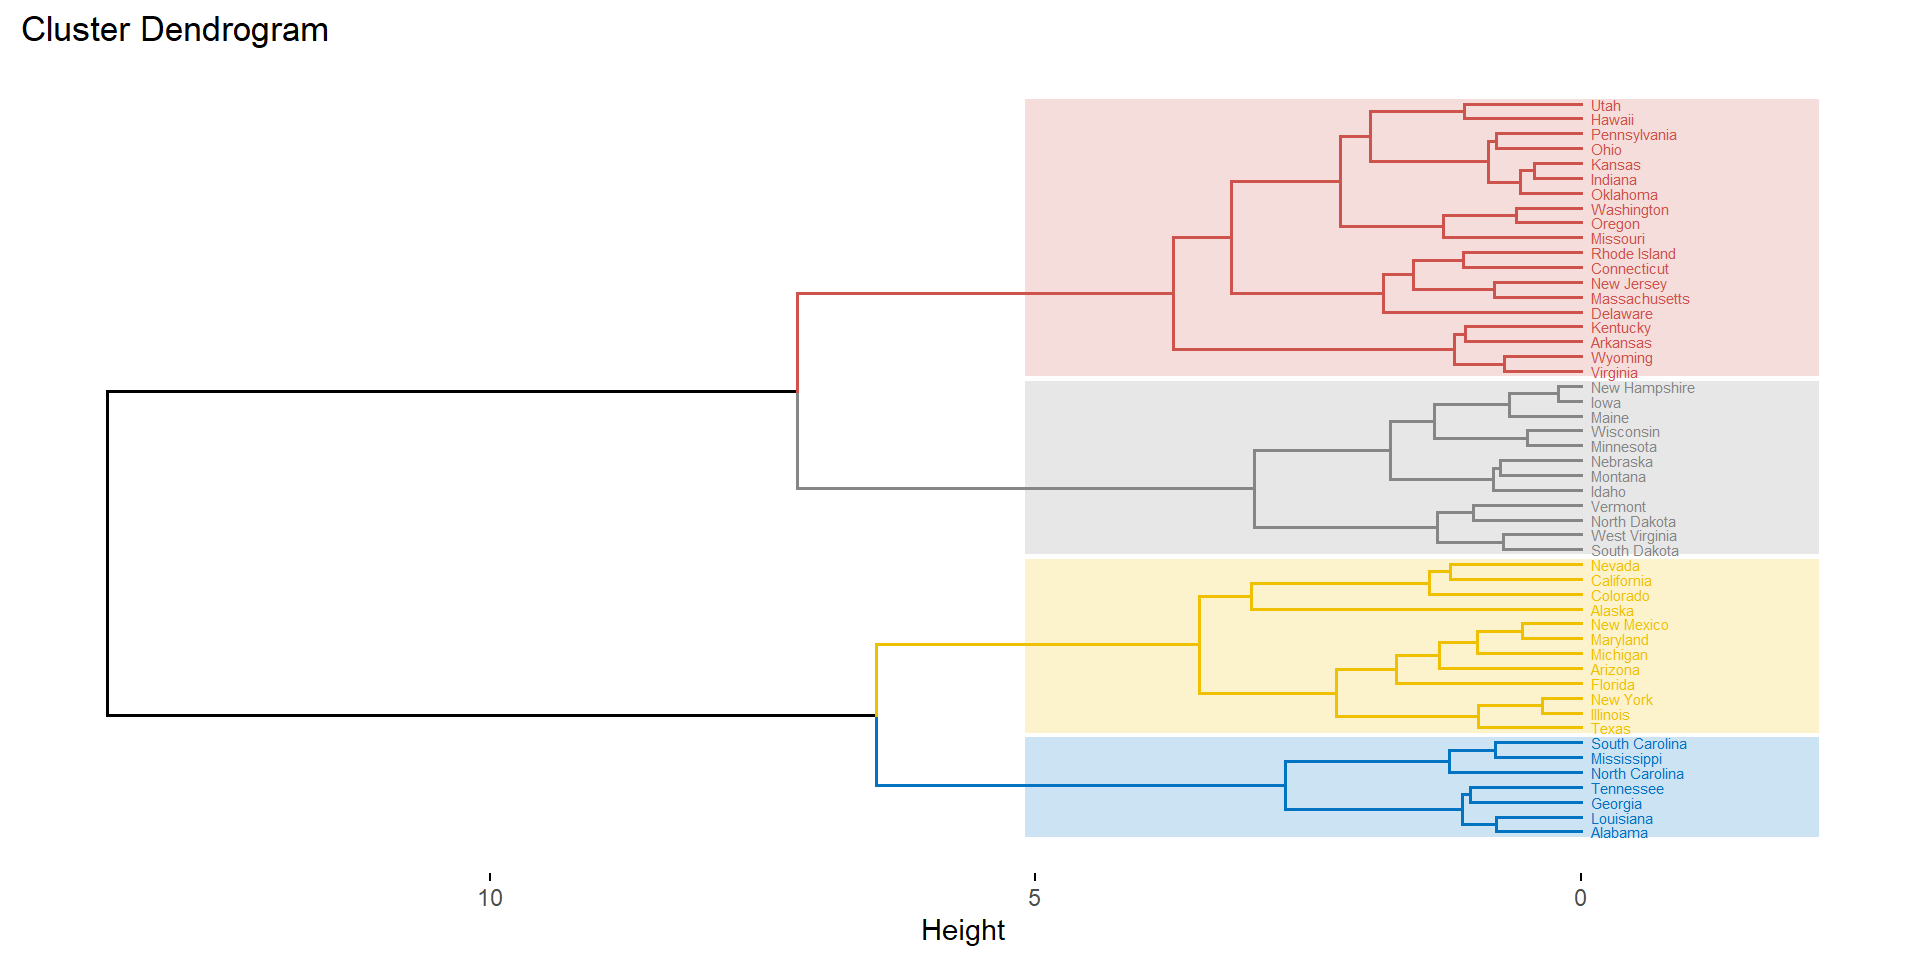 Cluster Dendrogram
Utah
Hawaii
Pennsylvania
Ohio
Kansas
Indiana
Oklahoma
Washington
Oregon
Missouri
Rhode Island
Connecticut
New Jersey
Massachusetts
Delaware
Kentucky
Arkansas
Wyoming
Virginia
New Hampshire
Iowa
Maine
Wisconsin
Minnesota
Nebraska
Montana
Idaho
Vermont
North Dakota
West Virginia
South Dakota
Nevada
California
Colorado
Alaska
New Mexico
Maryland
Michigan
Arizona
Florida
New York
Illinois
Texas
South Carolina
Mississippi
North Carolina
Tennessee
Georgia
Louisiana
Alabama
10 5 0
Height